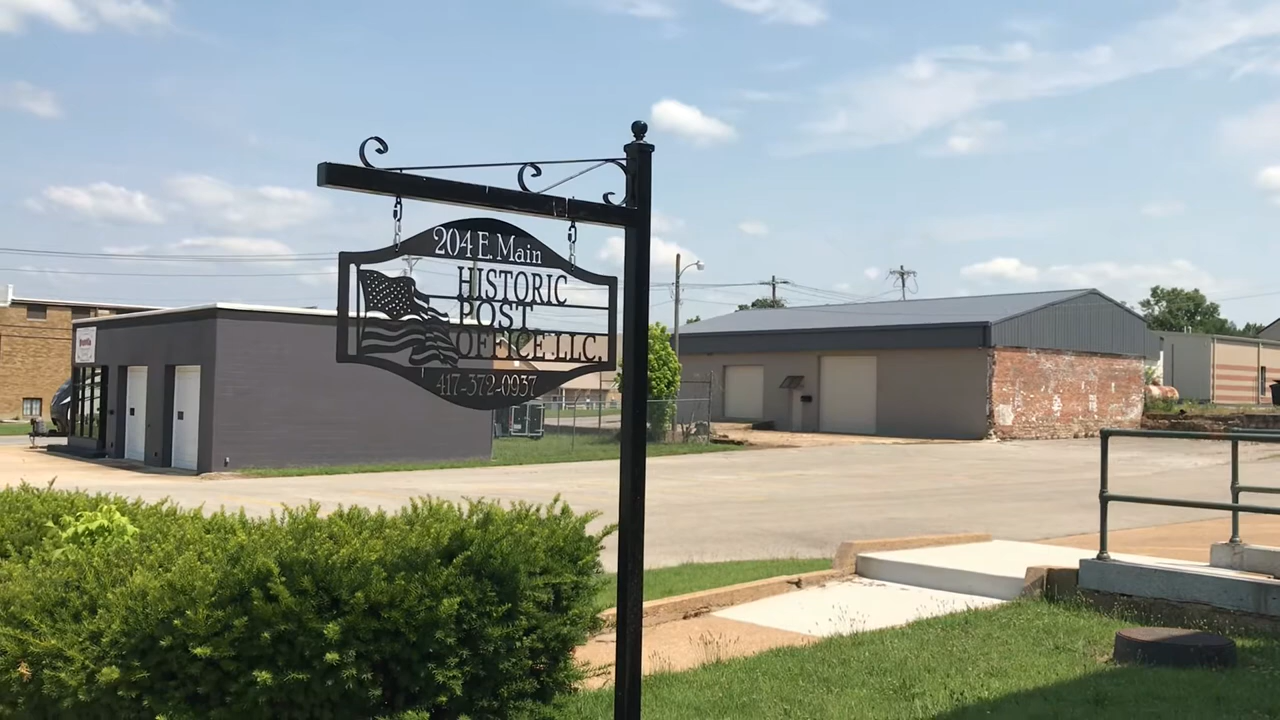 204 E. Main
HISTORIC
POST
OFFICE LLC.
417-372-0937